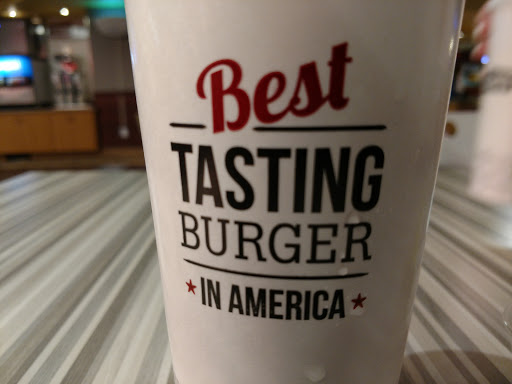 Best
TASTING
BURGER
IN AMERICA